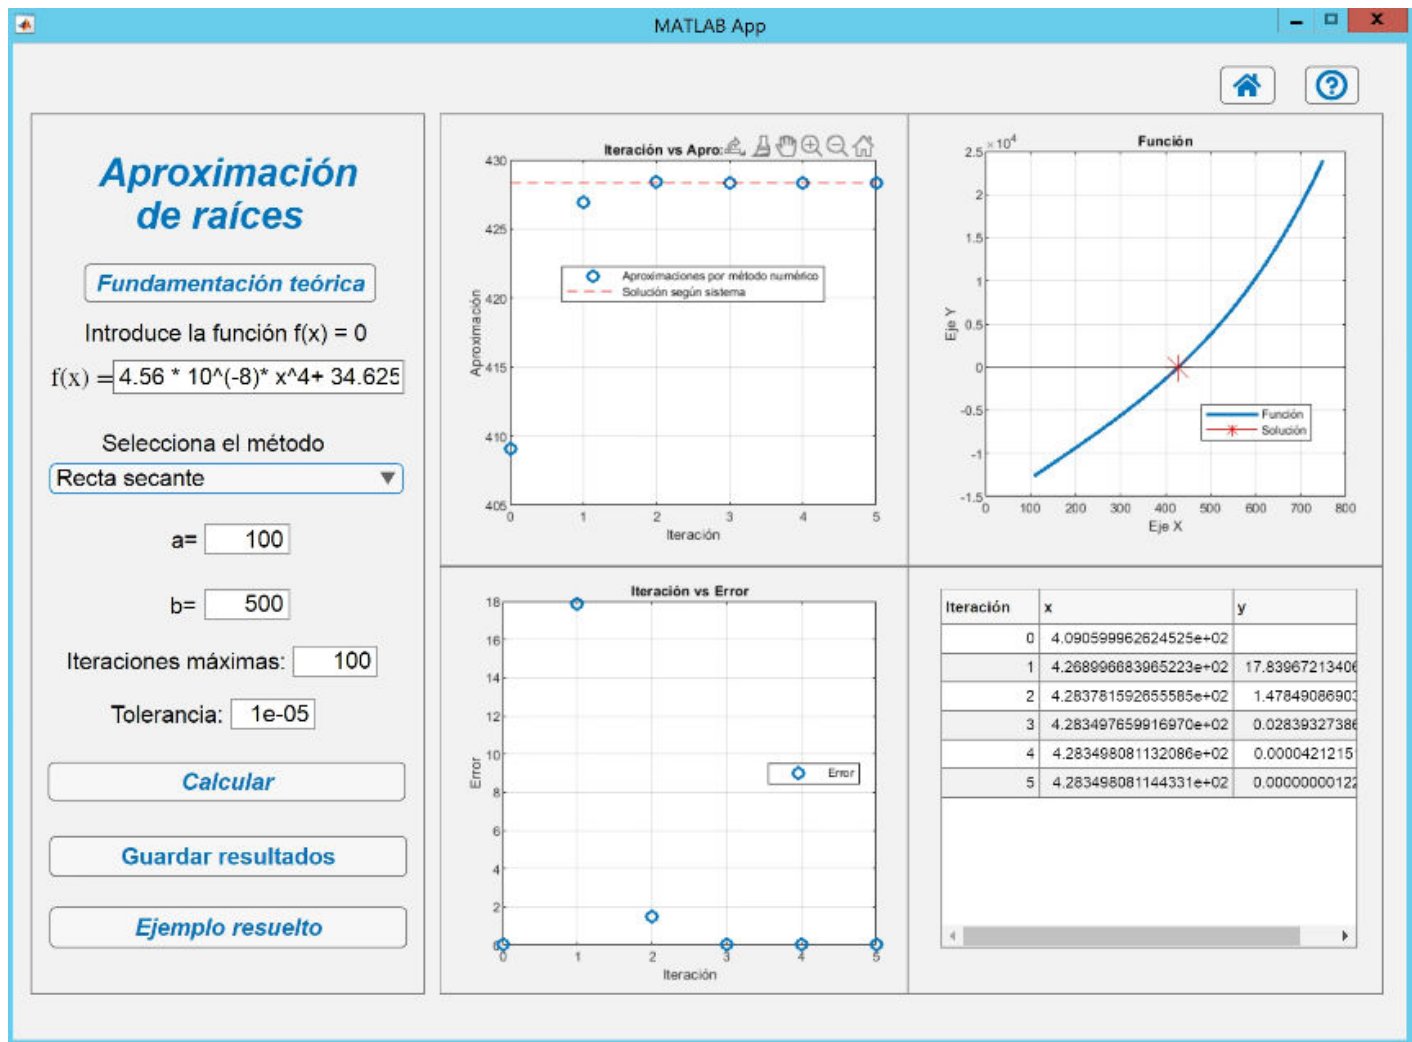 MATLAB App
Aproximación
de raíces
Fundamentación teórica
Introduce la función f(x) = 0
f(x) = 4.56 * 10^(-8)* x^4+ 34.625
Selecciona el método
Recta secante
a= 100
b= 500
Iteraciones máximas: 100
Tolerancia: 1e-05
Calcular
Guardar resultados
Ejemplo resuelto
Iteración vs Apro:
430
425
420
415
410
405
Aproximación
Aproximaciones por método numérico
Solución según sistema
0 1 2 3 4 5
Iteración
Función
×10^4
2.5
2
1.5
1
0.5
0
-0.5
-1
-1.5
Eje Y
Función
Solución
0 100 200 300 400 500 600 700 800
Eje X
Iteración vs Error
18
16
14
12
10
8
6
4
2
0
Error
Error
0 1 2 3 4 5
Iteración
Iteración x y
0 4.090599962624525e+02
1 4.268996683965223e+02 17.83967213406
2 4.283781592655585e+02 1.47849086903
3 4.283497659916970e+02 0.02839327386
4 4.283498081132086e+02 0.0000421215
5 4.283498081144331e+02 0.00000000122